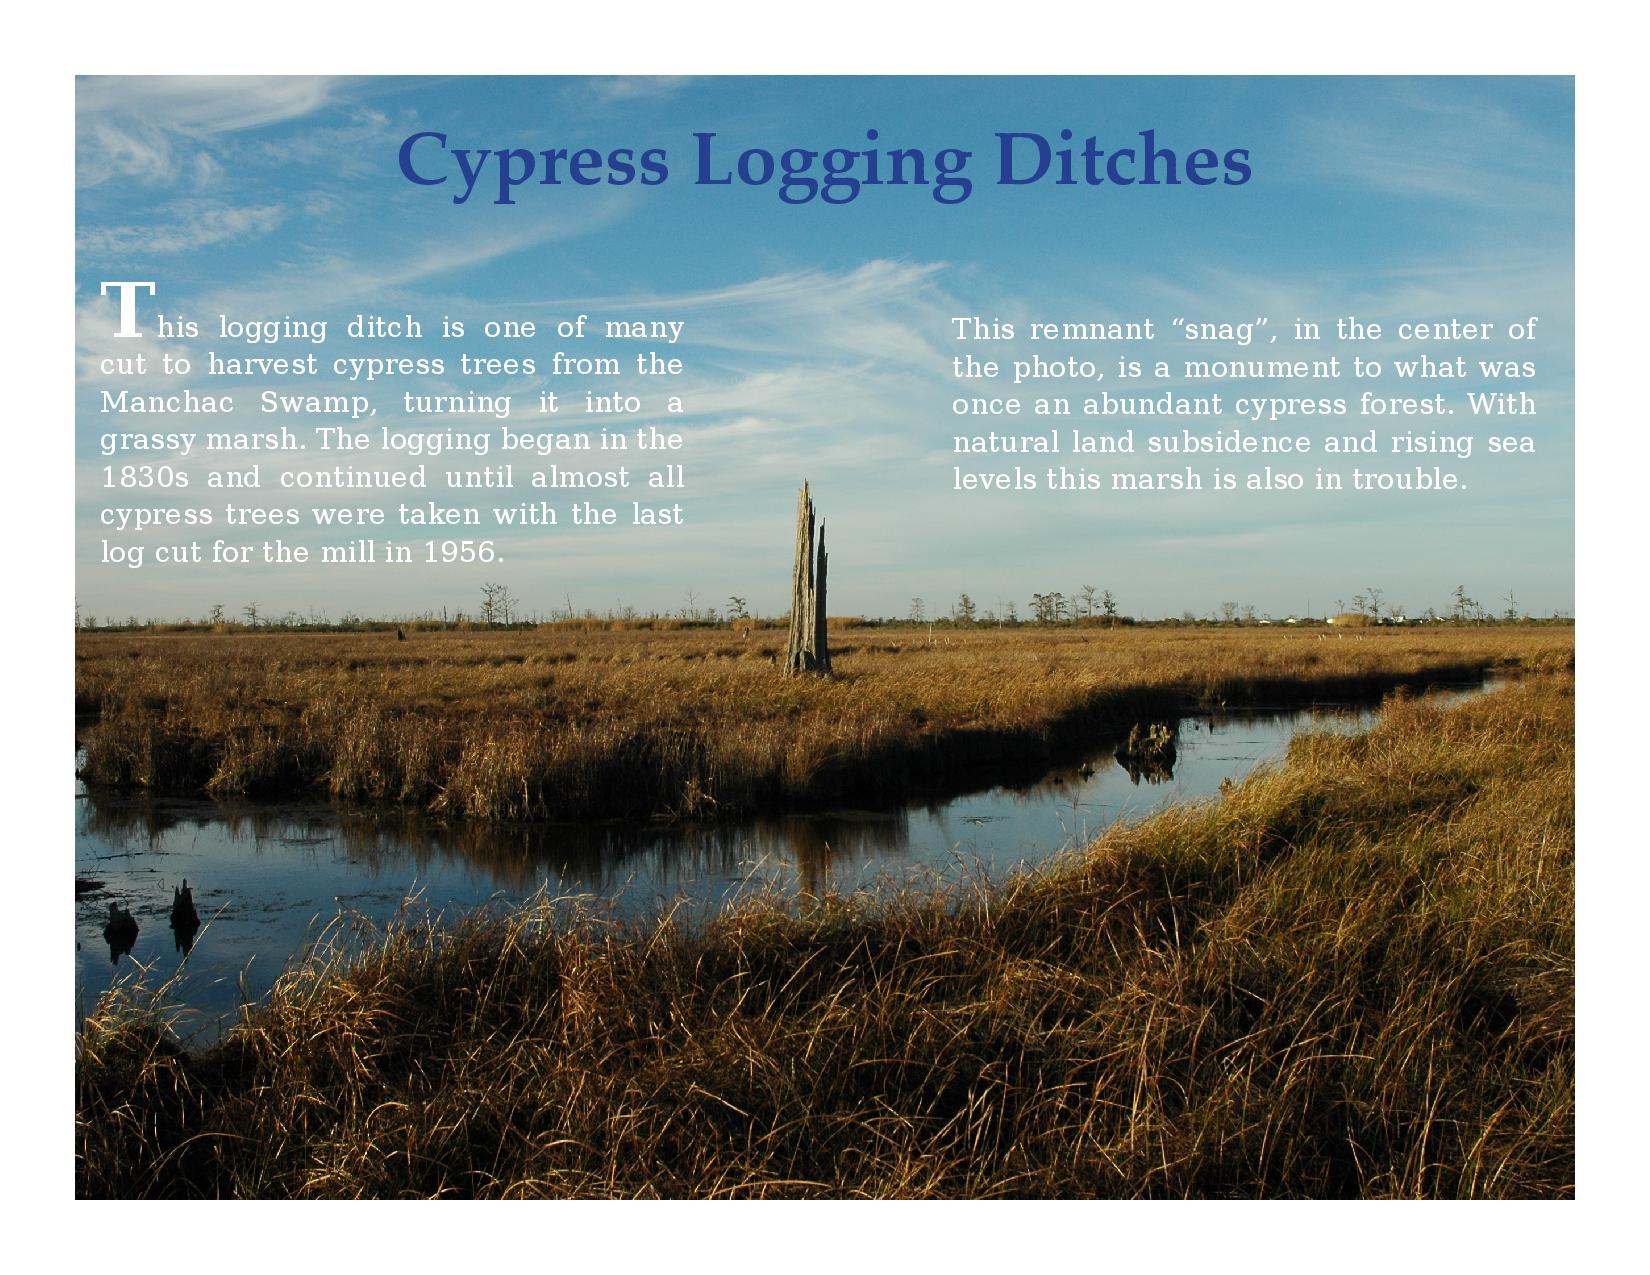 Cypress Logging Ditches
This logging ditch is one of many
cut to harvest cypress trees from the
Manchac Swamp, turning it into a
grassy marsh. The logging began in the
1830s and continued until almost all
cypress trees were taken with the last
log cut for the mill in 1956.
This remnant “snag”, in the center of
the photo, is a monument to what was
once an abundant cypress forest. With
natural land subsidence and rising sea
levels this marsh is also in trouble.